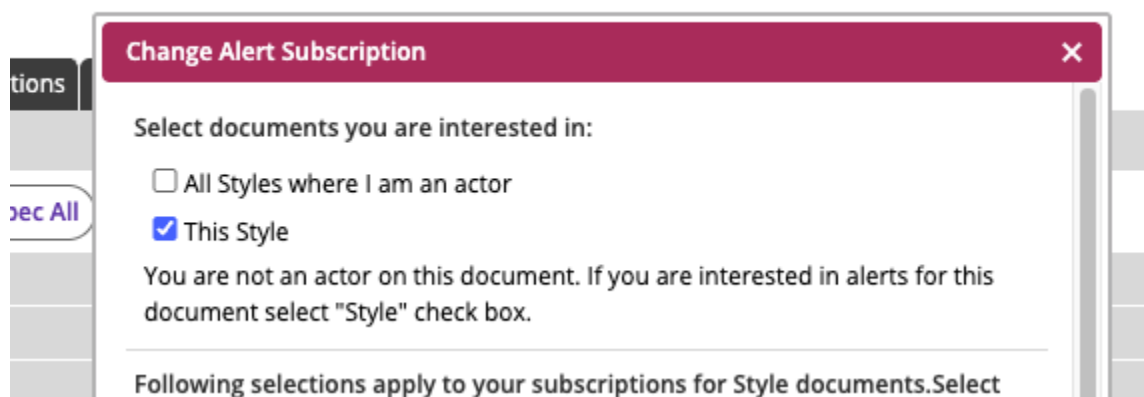 Change Alert Subscription
tions
Select documents you are interested in:
All Styles where I am an actor
pec All
This Style
You are not an actor on this document. If you are interested in alerts for this
document select "Style" check box.
Following selections apply to your subscriptions for Style documents.Select